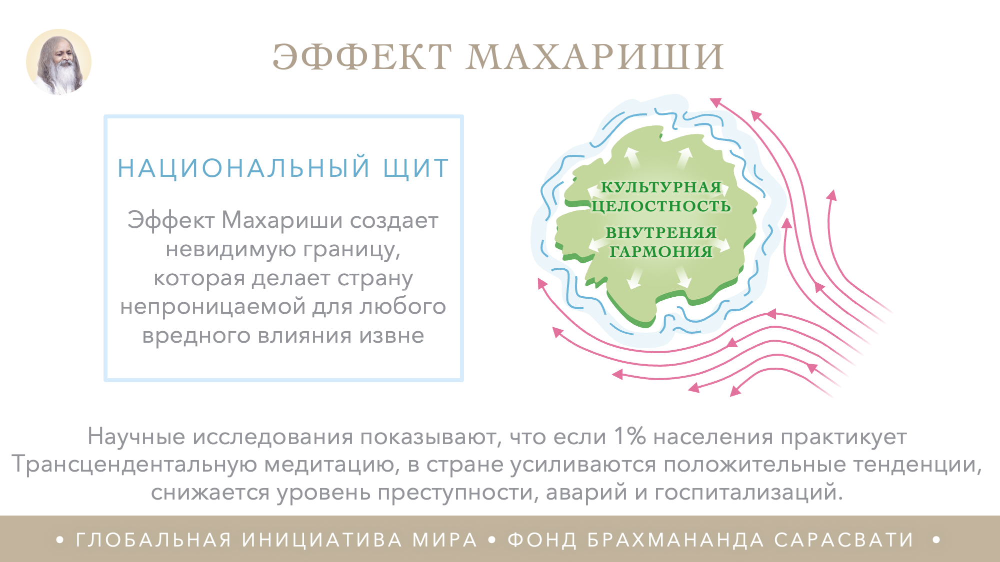 ЭФФЕКТ МАХАРИШИ
НАЦИОНАЛЬНЫЙ ЩИТ
Эффект Махариши создает
невидимую границу,
которая делает страну
непроницаемой для любого
вредного влияния извне
КУЛЬТУРНАЯ
ЦЕЛОСТНОСТЬ
ВНУТРЕНЯЯ
ГАРМОНИЯ
Научные исследования показывают, что если 1% населения практикует
Трансцендентальную медитацию, в стране усиливаются положительные тенденции,
снижается уровень преступности, аварий и госпитализаций.
• ГЛОБАЛЬНАЯ ИНИЦИАТИВА МИРА • ФОНД БРАХМАНАНДА САРАСВАТИ •